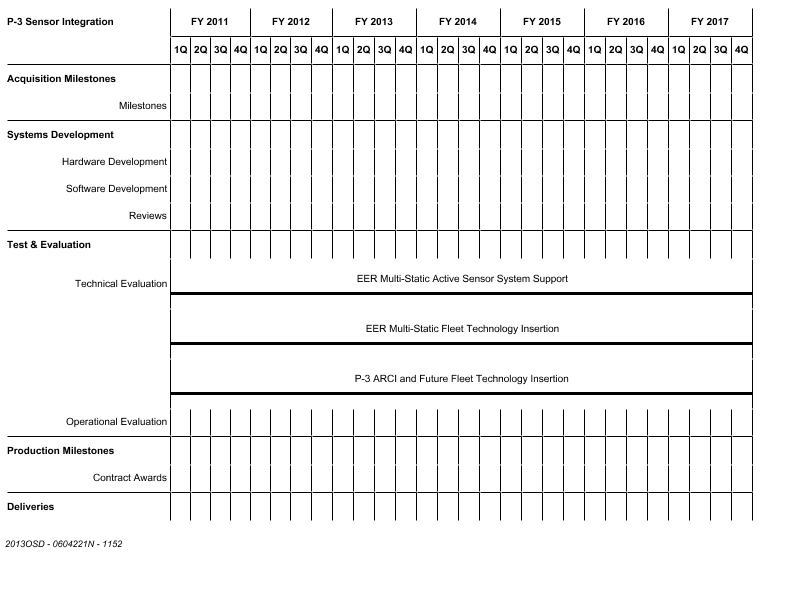 P-3 Sensor Integration FY 2011 FY 2012 FY 2013 FY 2014 FY 2015 FY 2016 FY 2017
1Q 2Q 3Q 4Q 1Q 2Q 3Q 4Q 1Q 2Q 3Q 4Q 1Q 2Q 3Q 4Q 1Q 2Q 3Q 4Q 1Q 2Q 3Q 4Q 1Q 2Q 3Q 4Q
Acquisition Milestones
Milestones
Systems Development
Hardware Development
Software Development
Reviews
Test & Evaluation
Technical Evaluation EER Multi-Static Active Sensor System Support
EER Multi-Static Fleet Technology Insertion
P-3 ARCI and Future Fleet Technology Insertion
Operational Evaluation
Production Milestones
Contract Awards
Deliveries
2013OSD - 0604221N - 1152